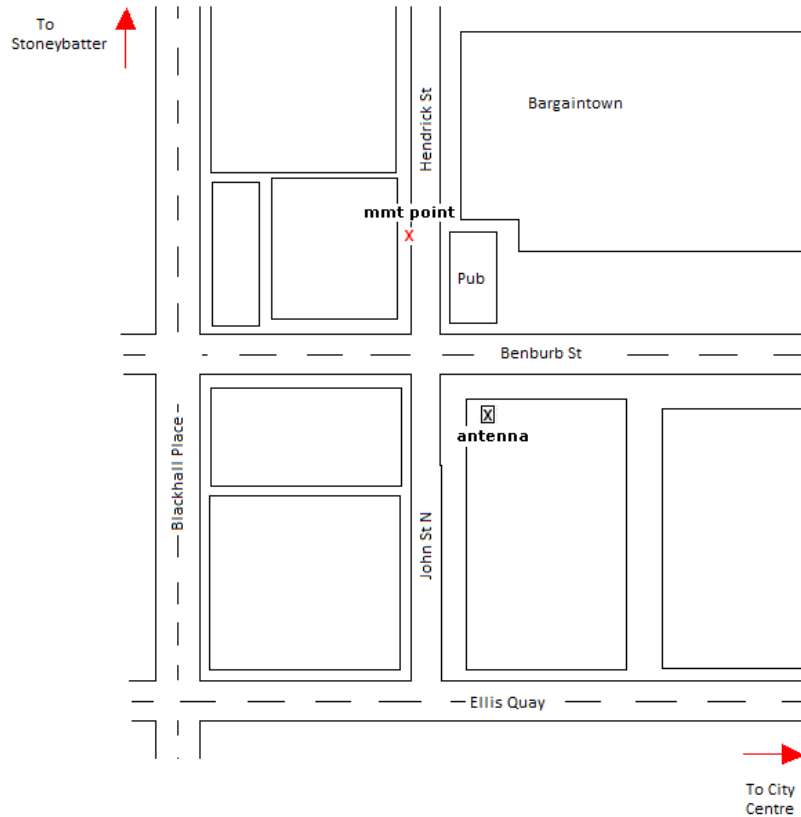 To
Stoneybatter
Hendrick St
Bargaintown
mmt point
X
Pub
Benburb St
X
antenna
Blackhall Place
John St N
Ellis Quay
To City
Centre